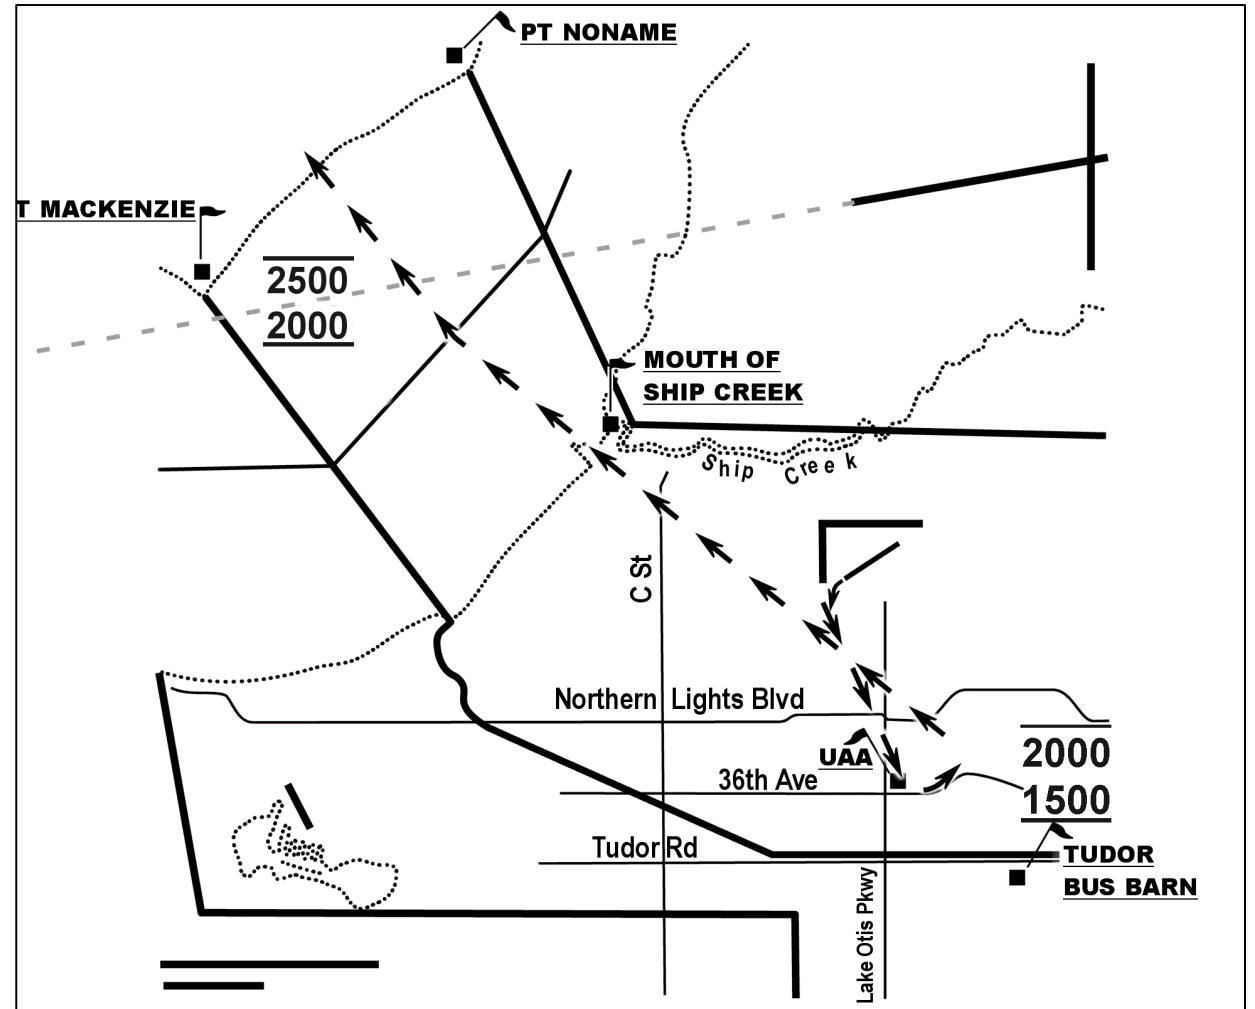 PT NONAME
T MACKENZIE
2500
2000
MOUTH OF
SHIP CREEK
Ship Creek
C St
Northern Lights Blvd
2000
1500
UAA
36th Ave
Tudor Rd
TUDOR
BUS BARN
Lake Otis Pkwy